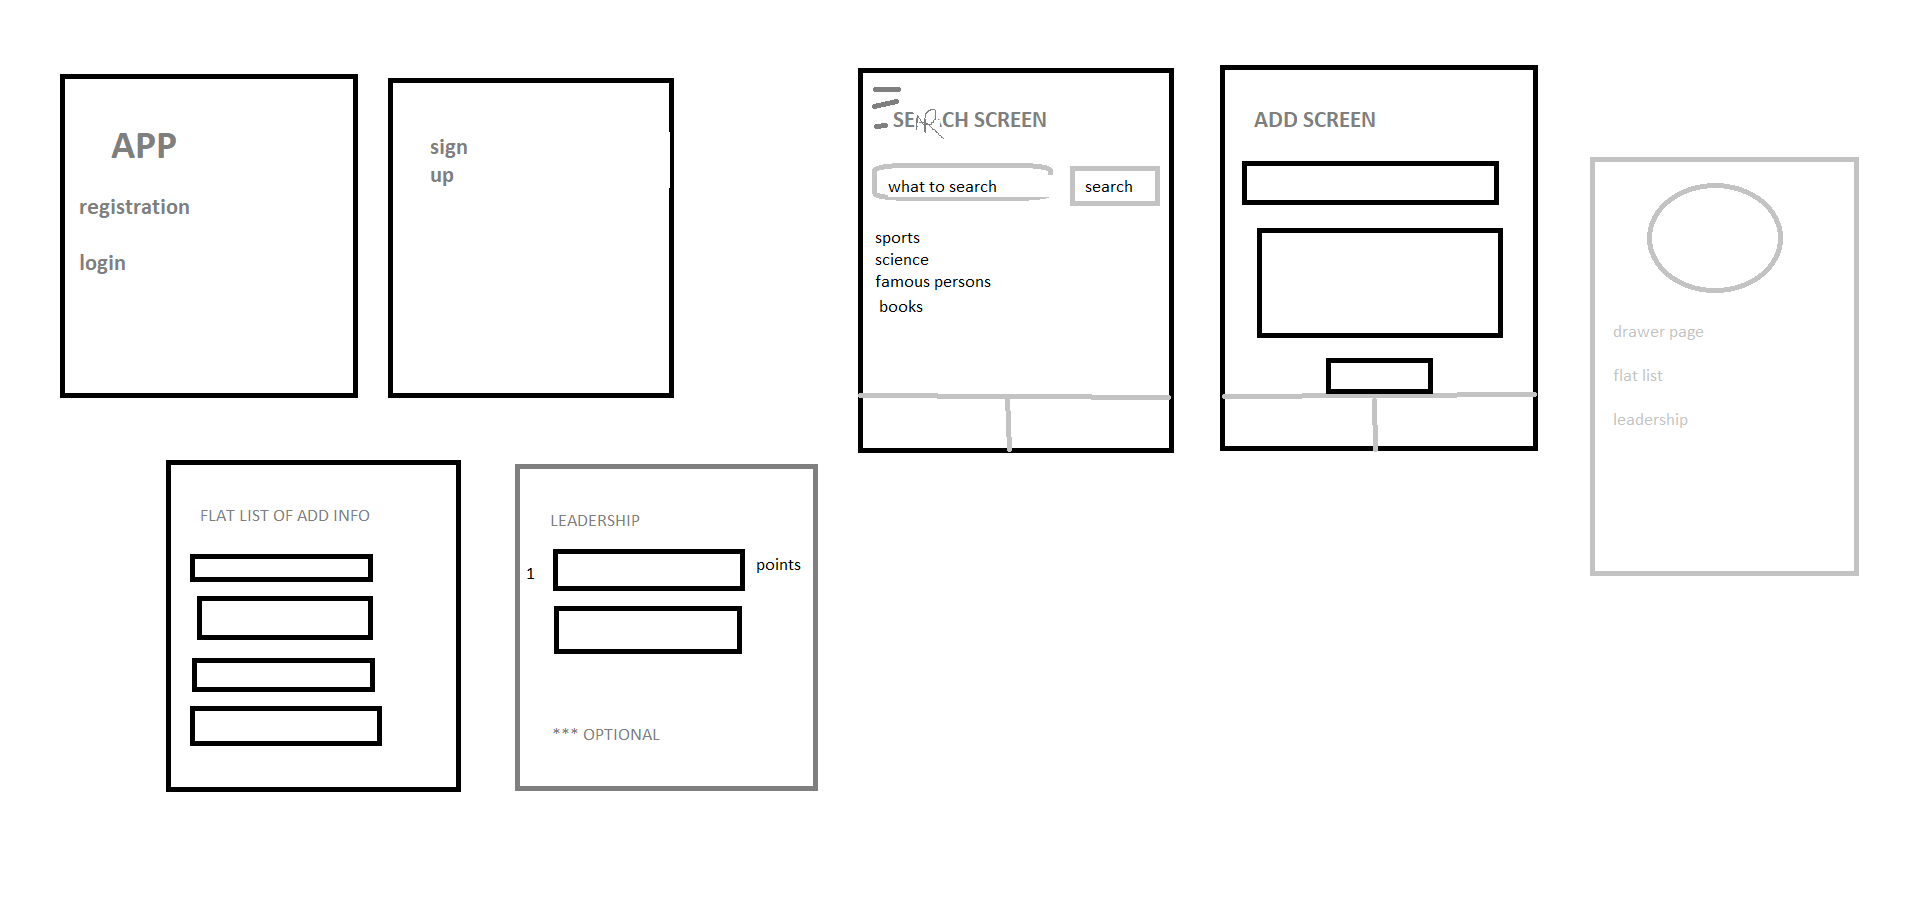 APP
registration
login
sign
up
SEARCH SCREEN
what to search
search
sports
science
famous persons
books
ADD SCREEN
drawer page
flat list
leadership
FLAT LIST OF ADD INFO
LEADERSHIP
1
points
*** OPTIONAL